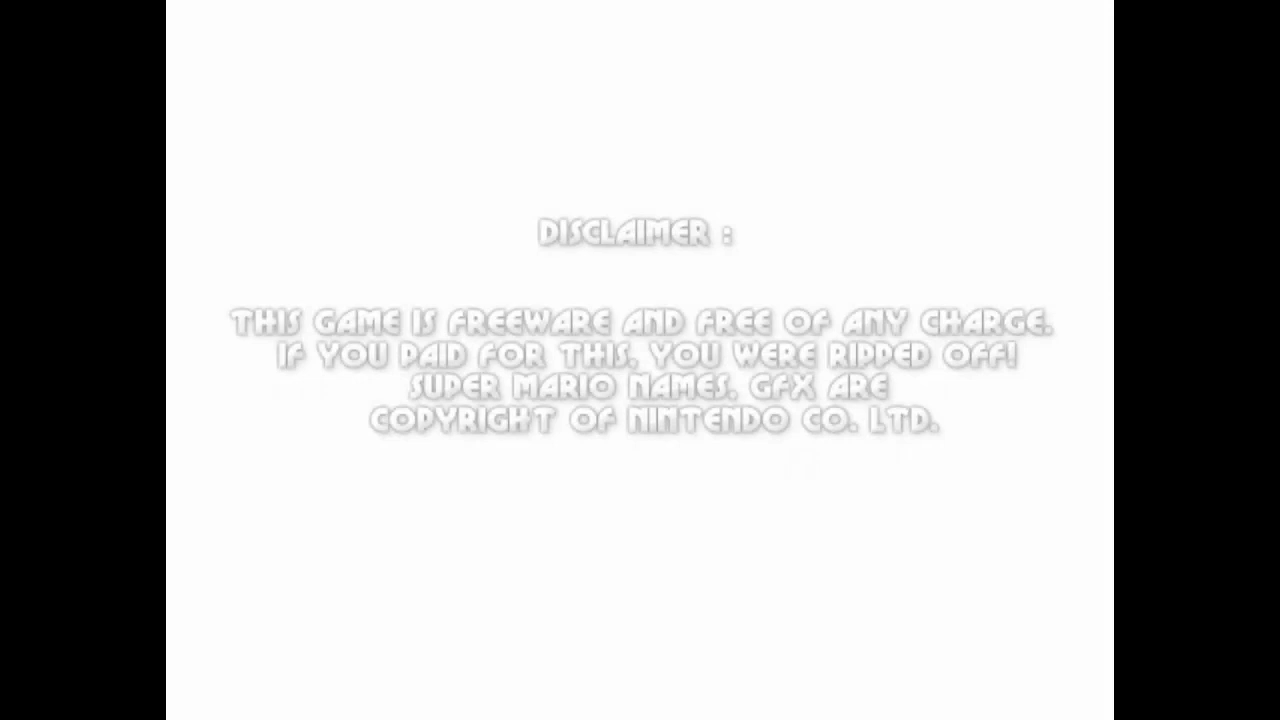 DISCLAIMER :
THIS GAME IS FREEWARE AND FREE OF ANY CHARGE.
IF YOU PAID FOR THIS, YOU WERE RIPPED OFF!
SUPER MARIO NAMES, GFX ARE
COPYRIGHT OF NINTENDO CO. LTD.